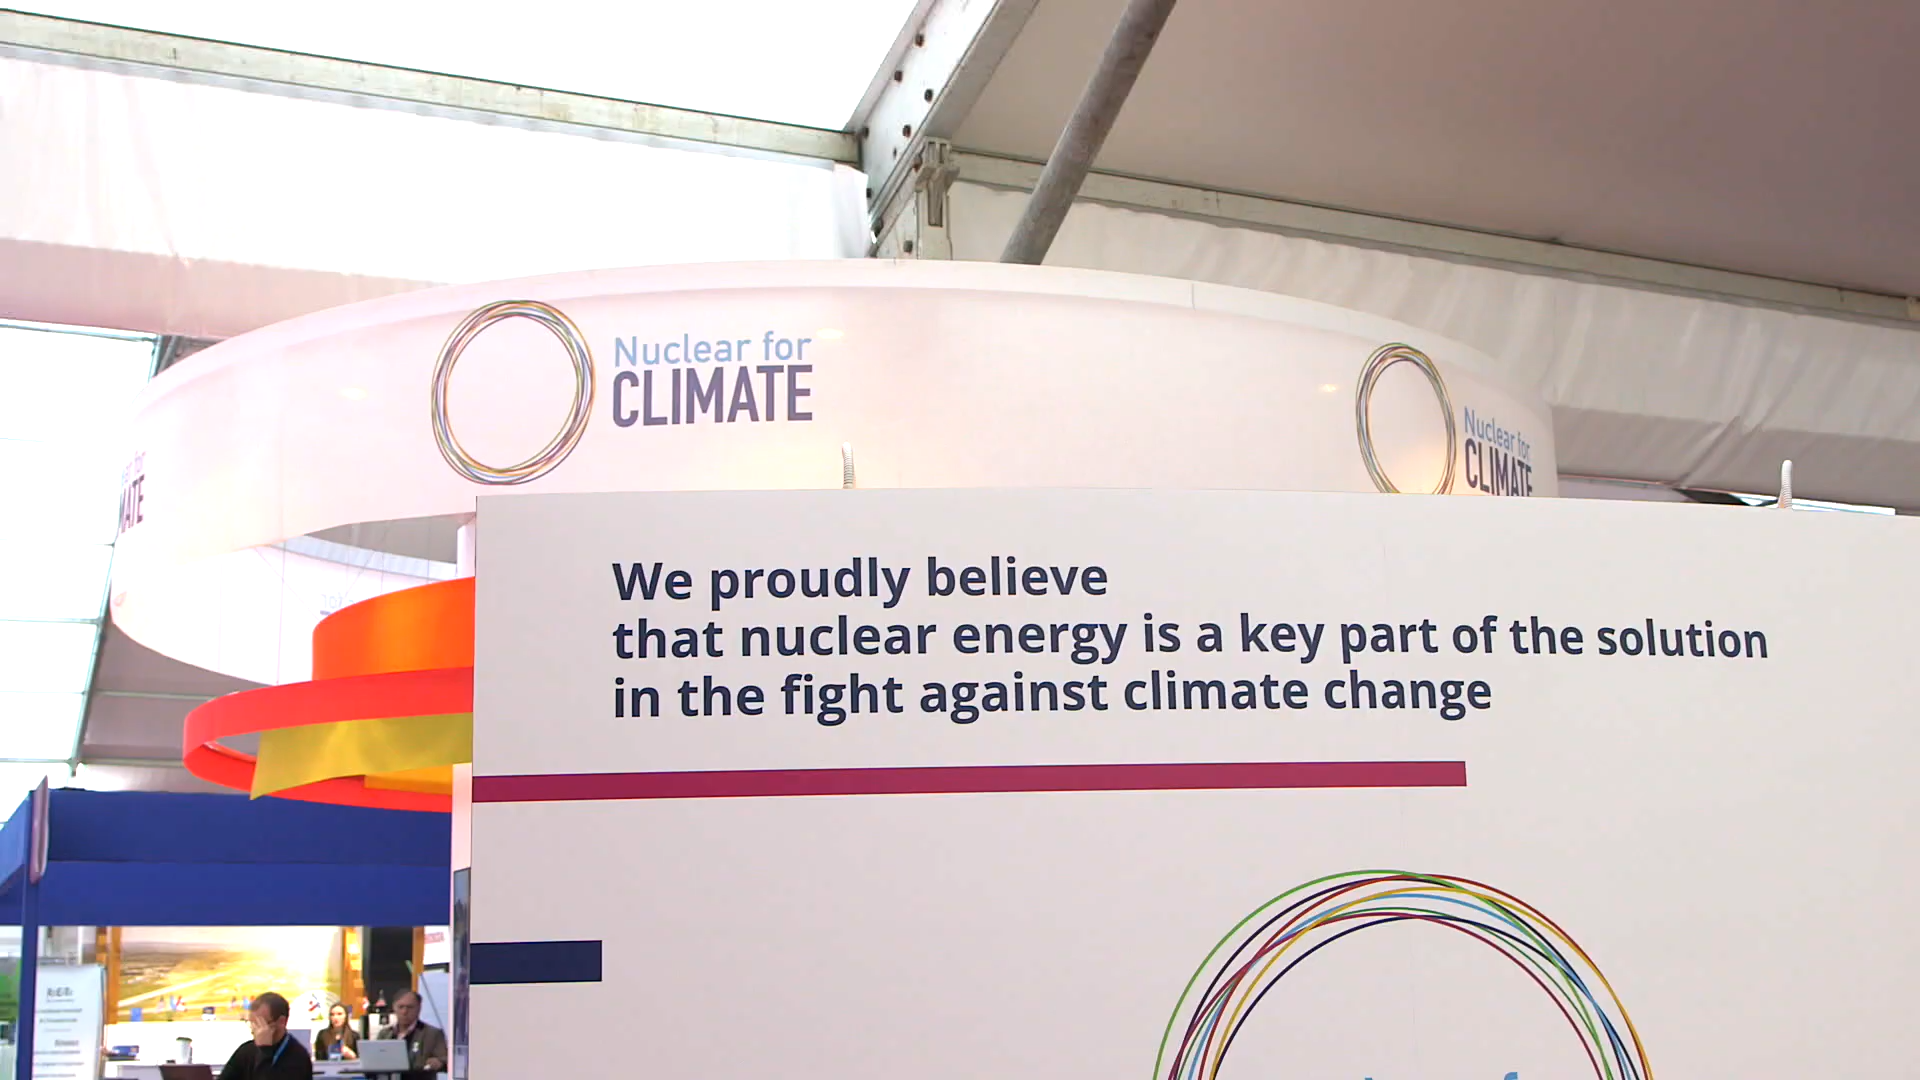 Nuclear for
CLIMATE
Nuclear for
CLIMATE
We proudly believe
that nuclear energy is a key part of the solution
in the fight against climate change